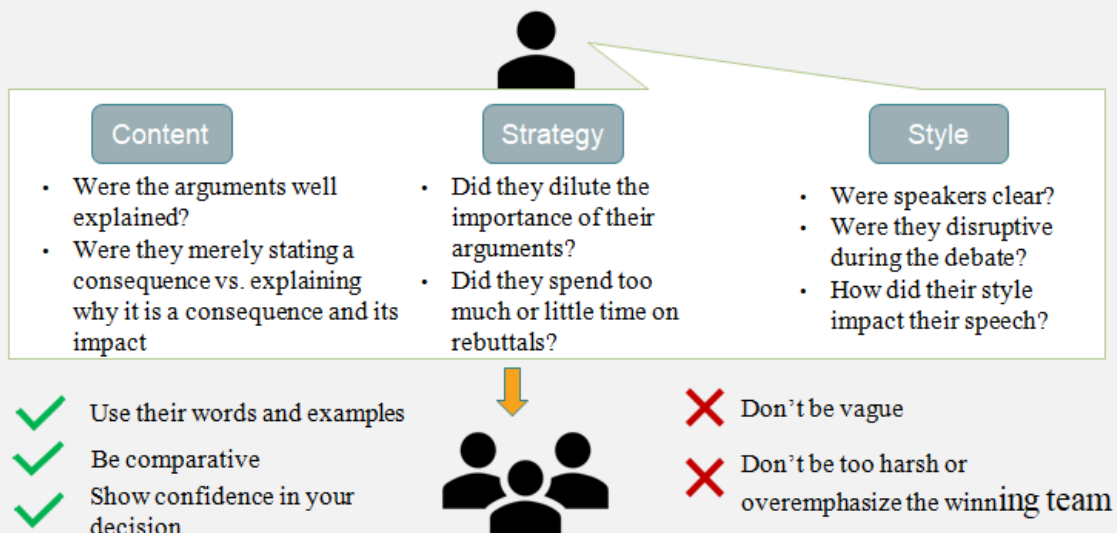 Content
• Were the arguments well
explained?
• Were they merely stating a
consequence vs. explaining
why it is a consequence and its
impact
Strategy
• Did they dilute the
importance of their
arguments?
• Did they spend too
much or little time on
rebuttals?
Style
• Were speakers clear?
• Were they disruptive
during the debate?
• How did their style
impact their speech?
Use their words and examples
Be comparative
Show confidence in your
decision
Don’t be vague
Don’t be too harsh or
overemphasize the winning team